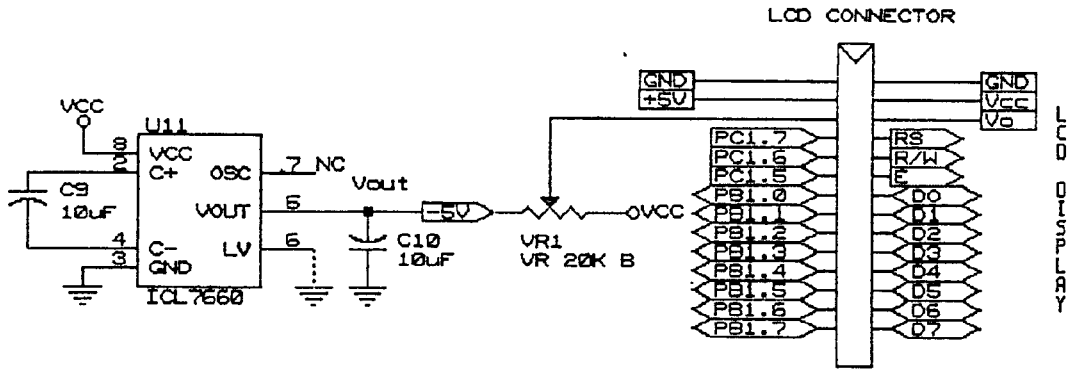 LCD CONNECTOR
GND
+5V
GND
Vcc
Vo
PC1.7
RS
PC1.6
R/W
PC1.5
E
PB1.0
D0
PB1.1
D1
PB1.2
D2
PB1.3
D3
PB1.4
D4
PB1.5
D5
PB1.6
D6
PB1.7
D7
LCD DISPLAY
VCC
U11
8
VCC
2
C+
OSC
7
NC
C9
10uF
VOUT
5
Vout
-5V
VCC
4
C-
LV
6
3
GND
ICL7660
C10
10uF
VR1
VR 20K B